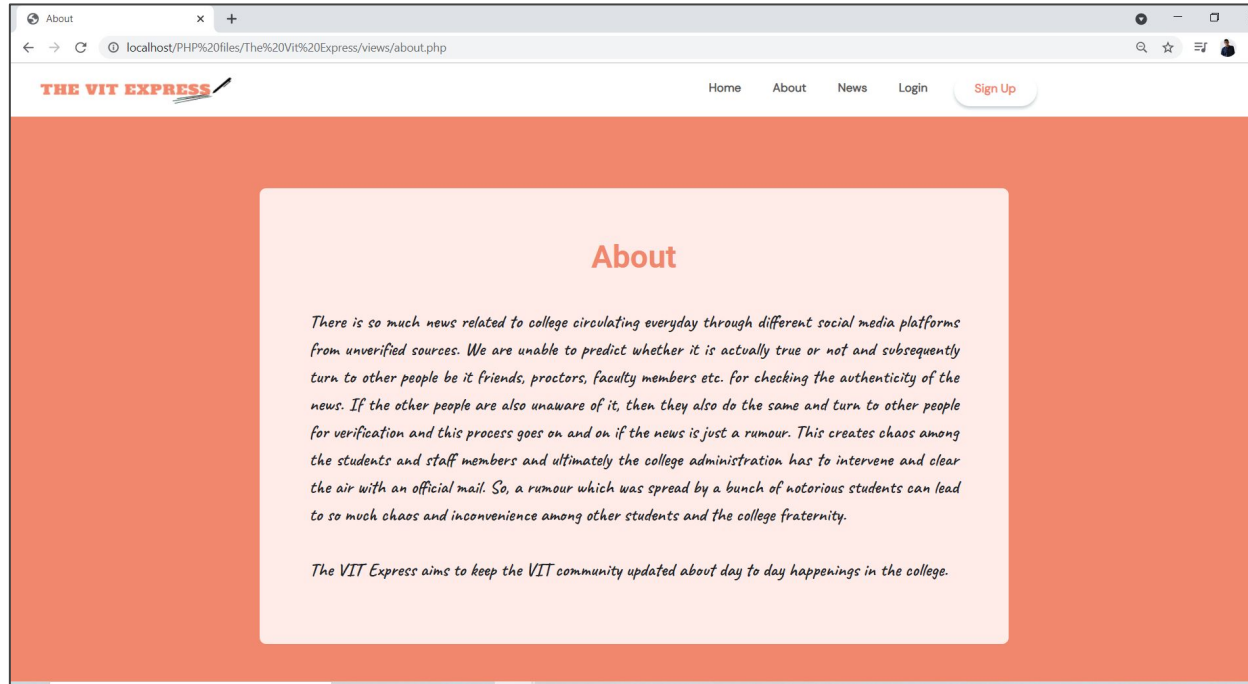 About
localhost/PHP%20files/The%20Vit%20Express/views/about.php
THE VIT EXPRESS
Home About News Login Sign Up
About
There is so much news related to college circulating everyday through different social media platforms
from unverified sources. We are unable to predict whether it is actually true or not and subsequently
turn to other people be it friends, proctors, faculty members etc. for checking the authenticity of the
news. If the other people are also unaware of it, then they also do the same and turn to other people
for verification and this process goes on and on if the news is just a rumour. This creates chaos among
the students and staff members and ultimately the college administration has to intervene and clear
the air with an official mail. So, a rumour which was spread by a bunch of notorious students can lead
to so much chaos and inconvenience among other students and the college fraternity.
The VIT Express aims to keep the VIT community updated about day to day happenings in the college.